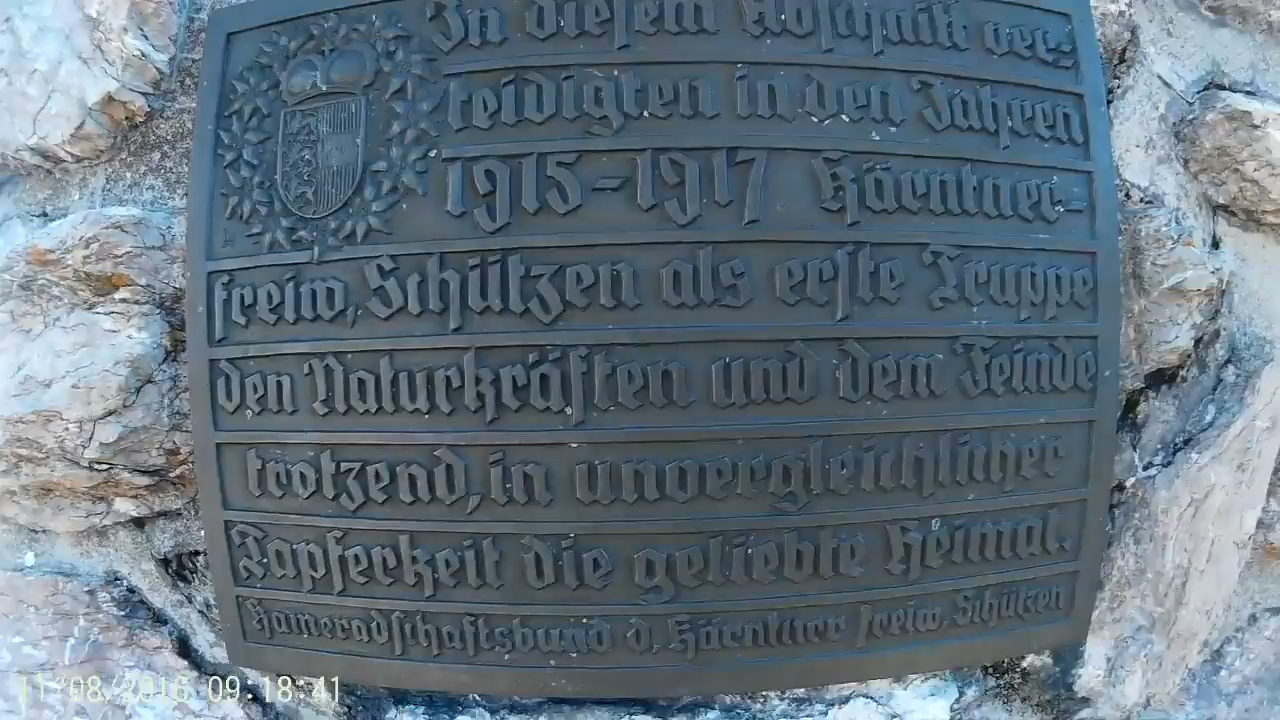 In diesem Abschnitt ver-
teidigten in den Jahren
1915-1917 Kärntner-
freiw. Schützen als erste Truppe
den Naturkräften und dem Feinde
trotzend, in unvergleichlicher
Tapferkeit die geliebte Heimat.
Kameradschaftsbund d. Kärntner freiw. Schützen
11/08/2016 09:18:41